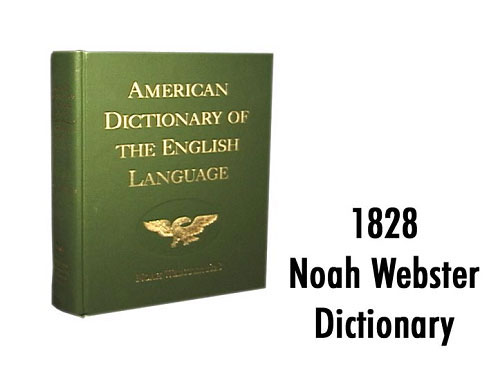 AMERICAN
DICTIONARY OF
THE ENGLISH
LANGUAGE
1828
Noah Webster
Dictionary